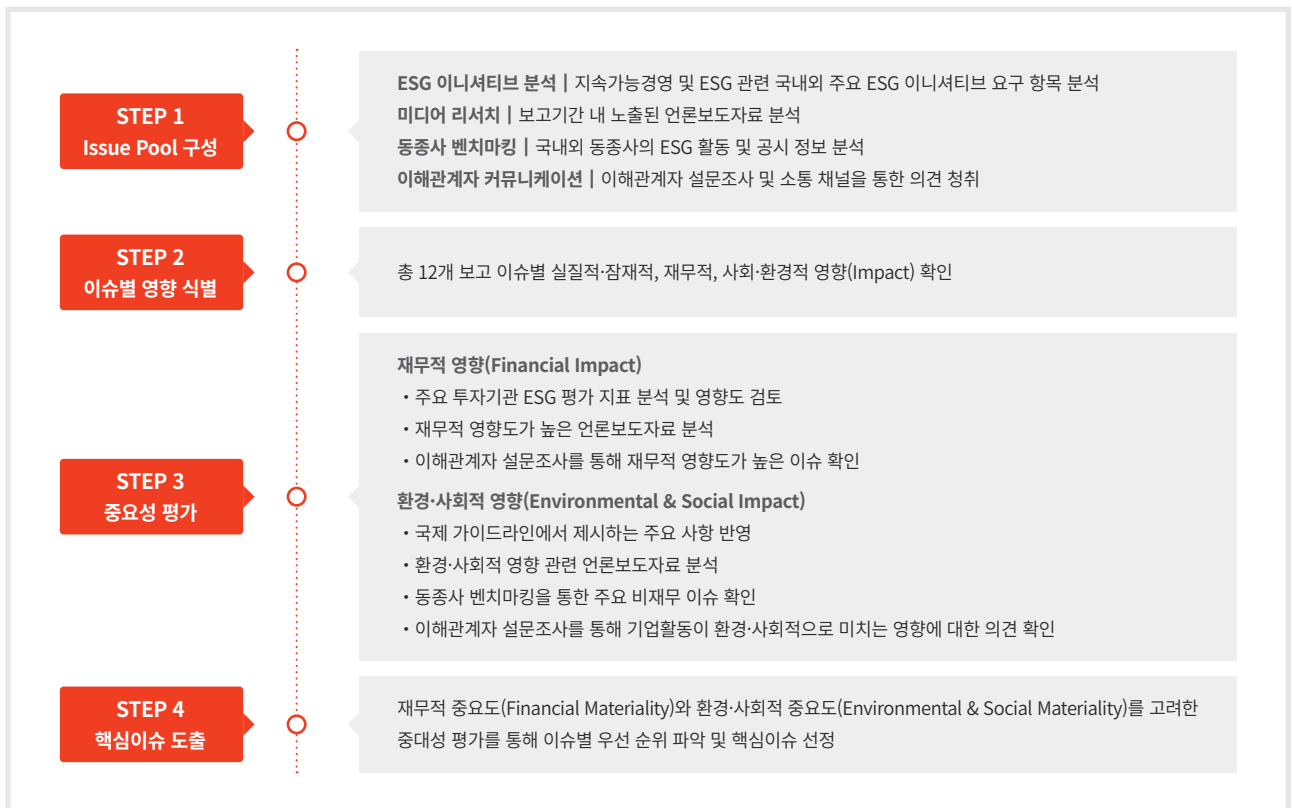 STEP 1
Issue Pool 구성
ESG 이니셔티브 분석 | 지속가능경영 및 ESG 관련 국내외 주요 ESG 이니셔티브 요구 항목 분석
미디어 리서치 | 보고기간 내 노출된 언론보도자료 분석
동종사 벤치마킹 | 국내외 동종사의 ESG 활동 및 공시 정보 분석
이해관계자 커뮤니케이션 | 이해관계자 설문조사 및 소통 채널을 통한 의견 청취
STEP 2
이슈별 영향 식별
총 12개 보고 이슈별 실질적·잠재적, 재무적, 사회·환경적 영향(Impact) 확인
STEP 3
중요성 평가
재무적 영향(Financial Impact)
• 주요 투자기관 ESG 평가 지표 분석 및 영향도 검토
• 재무적 영향도가 높은 언론보도자료 분석
• 이해관계자 설문조사를 통해 재무적 영향도가 높은 이슈 확인
환경·사회적 영향(Environmental & Social Impact)
• 국제 가이드라인에서 제시하는 주요 사항 반영
• 환경·사회적 영향 관련 언론보도자료 분석
• 동종사 벤치마킹을 통한 주요 비재무 이슈 확인
• 이해관계자 설문조사를 통해 기업활동이 환경·사회적으로 미치는 영향에 대한 의견 확인
STEP 4
핵심이슈 도출
재무적 중요도(Financial Materiality)와 환경·사회적 중요도(Environmental & Social Materiality)를 고려한
중대성 평가를 통해 이슈별 우선 순위 파악 및 핵심이슈 선정